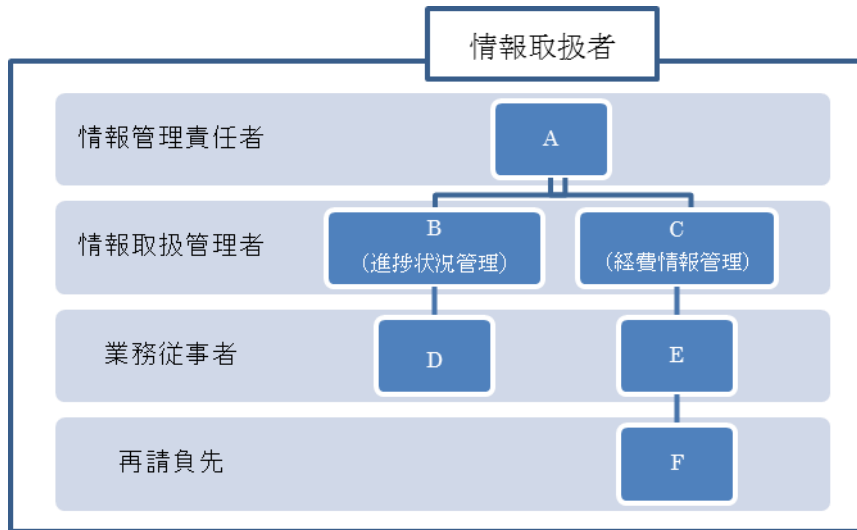 情報取扱者
情報管理責任者
A
情報取扱管理者
B
(進捗状況管理)
C
(経費情報管理)
業務従事者
D
E
再請負先
F